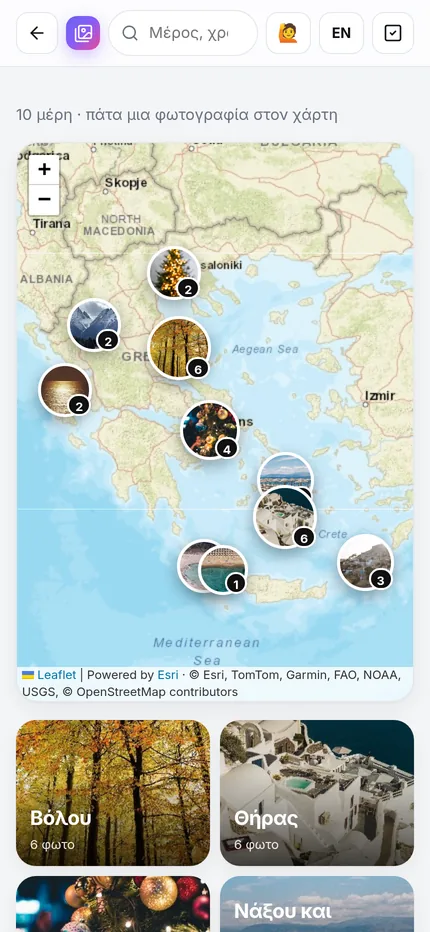 Μέρος, χρ
EN
10 μέρη · πάτα μια φωτογραφία στον χάρτη
BULGARIA
+
−
Skopje
Tirana
NORTH
MACEDONIA
saloniki
2
ALBANIA
2
GRE
6
Aegean Sea
2
Izmir
4
ns
6
Crete
1
3
Mediterranean
Sea
Leaflet | Powered by Esri · © Esri, TomTom, Garmin, FAO, NOAA,
USGS, © OpenStreetMap contributors
Βόλου
6 φωτο
Θήρας
6 φωτο
Νάξου και